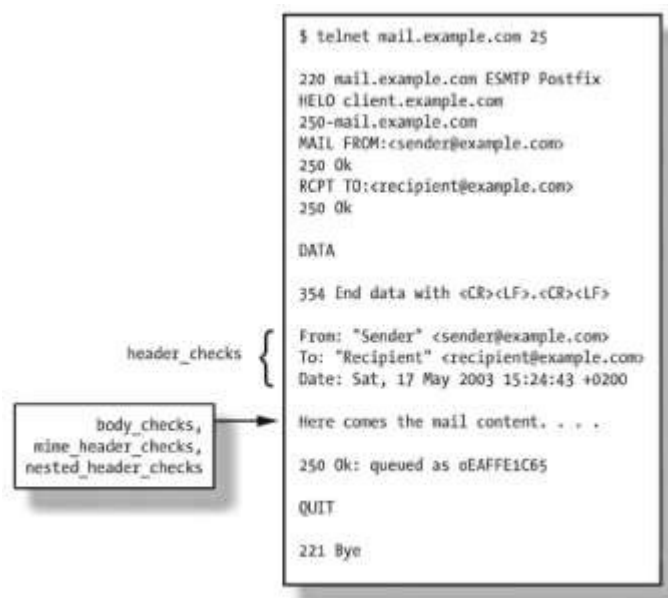 $ telnet mail.example.com 25
220 mail.example.com ESMTP Postfix
HELO client.example.com
250-mail.example.com
MAIL FROM:<sender@example.com>
250 Ok
RCPT TO:<recipient@example.com>
250 Ok
DATA
354 End data with <CR><LF>.<CR><LF>
header_checks
From: "Sender" <sender@example.com>
To: "Recipient" <recipient@example.com>
Date: Sat, 17 May 2003 15:24:43 +0200
body_checks,
mime_header_checks,
nested_header_checks
Here comes the mail content. . . .
250 Ok: queued as oEAFFE1C65
QUIT
221 Bye